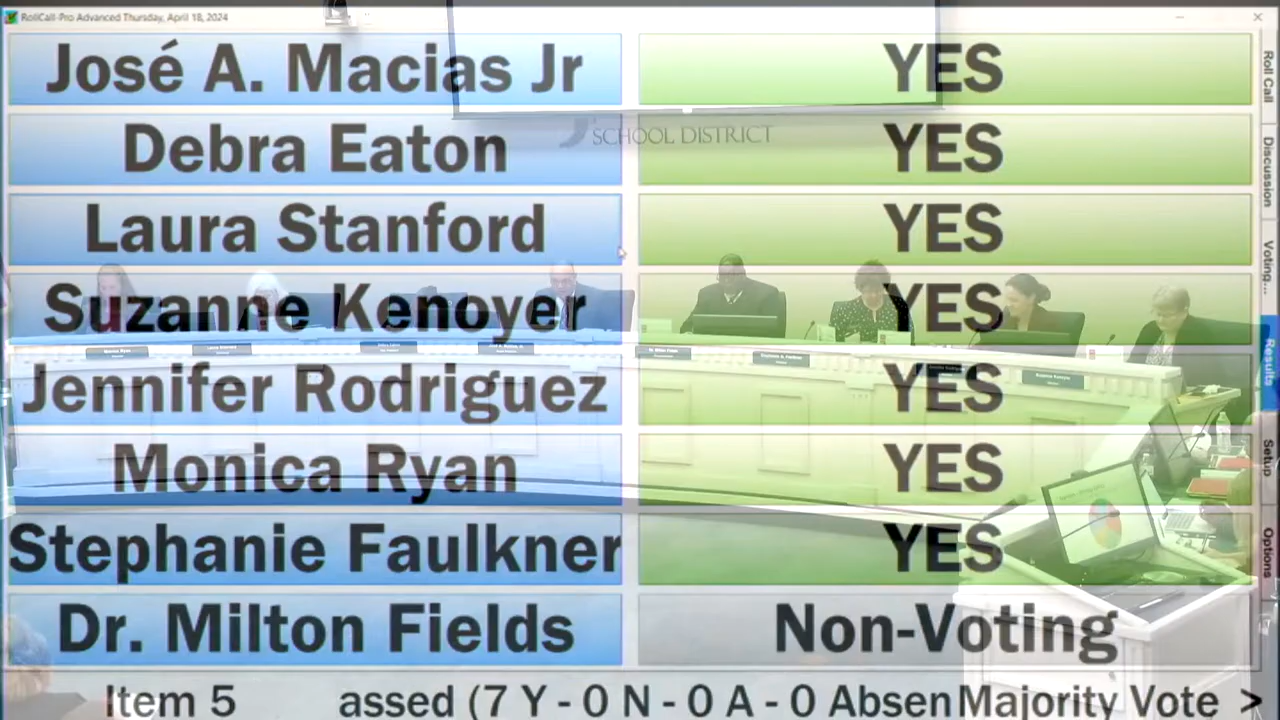 RollCall-Pro Advanced Thursday, April 18, 2024
José A. Macias Jr YES
Debra Eaton YES
Laura Stanford YES
Suzanne Kenoyer YES
Jennifer Rodriguez YES
Monica Ryan YES
Stephanie Faulkner YES
Dr. Milton Fields Non-Voting
Item 5 assed (7 Y - 0 N - 0 A - 0 Absen Majority Vote >
SCHOOL DISTRICT
Roll Call
Discussion
Voting...
Results
Setup
Options